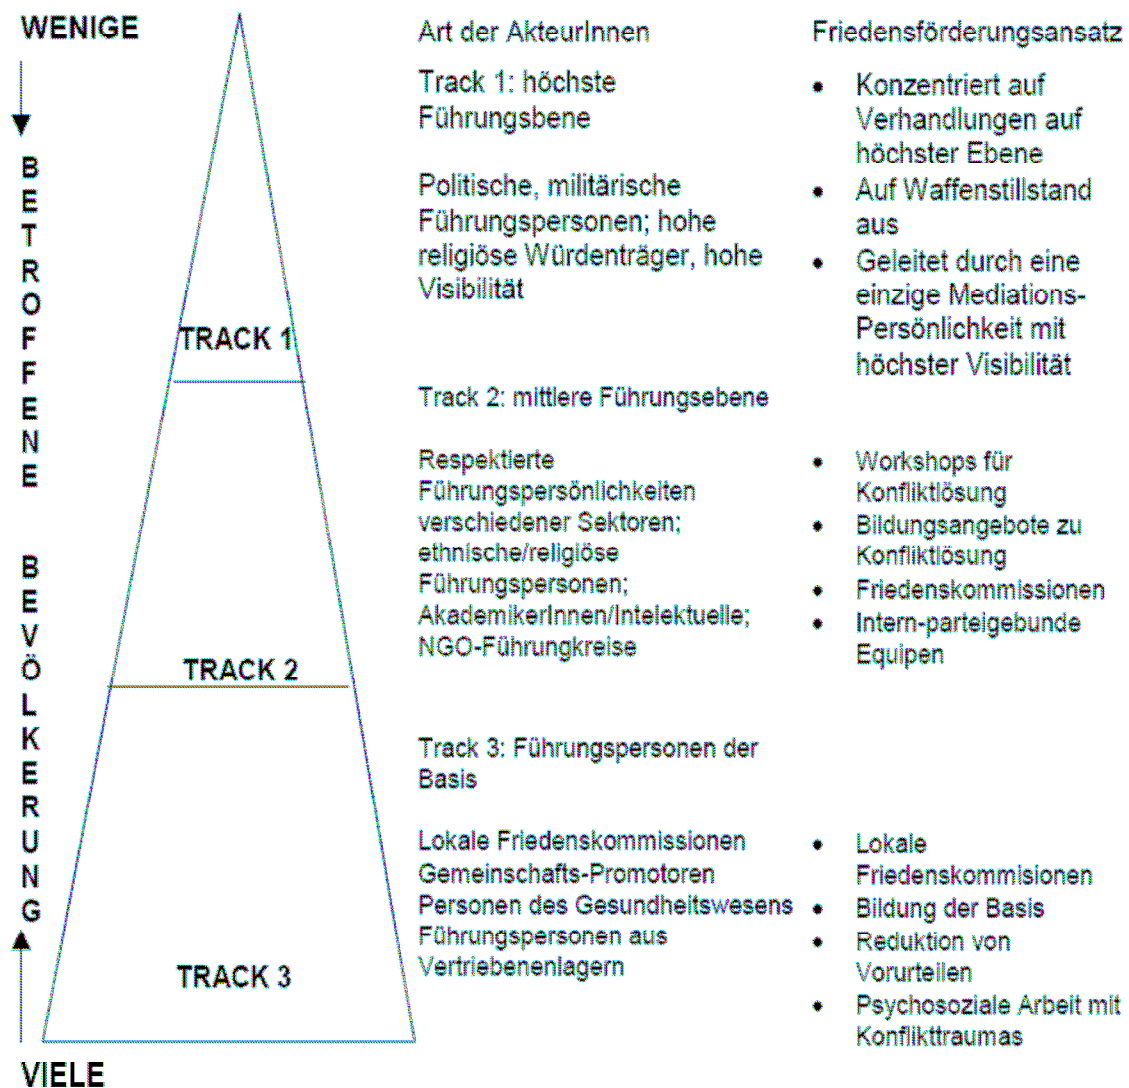 WENIGE
BETROFFENE
BEVÖLKERUNG
VIELE
TRACK 1
TRACK 2
TRACK 3
Art der AkteurInnen
Track 1: höchste
Führungsbene
Politische, militärische
Führungspersonen; hohe
religiöse Würdenträger, hohe
Visibilität
Track 2: mittlere Führungsebene
Respektierte
Führungspersönlichkeiten
verschiedener Sektoren;
ethnische/religiöse
Führungspersonen;
AkademikerInnen/Intelektuelle;
NGO-Führungkreise
Track 3: Führungspersonen der
Basis
Lokale Friedenskommissionen
Gemeinschafts-Promotoren
Personen des Gesundheitswesens
Führungspersonen aus
Vertriebenenlagern
Friedensförderungsansatz
• Konzentriert auf
Verhandlungen auf
höchster Ebene
• Auf Waffenstillstand
aus
• Geleitet durch eine
einzige Mediations-
Persönlichkeit mit
höchster Visibilität
• Workshops für
Konfliktlösung
• Bildungsangebote zu
Konfliktlösung
• Friedenskommissionen
• Intern-parteigebunde
Equipen
• Lokale
Friedenskommisionen
• Bildung der Basis
• Reduktion von
Vorurteilen
• Psychosoziale Arbeit mit
Konflikttraumas